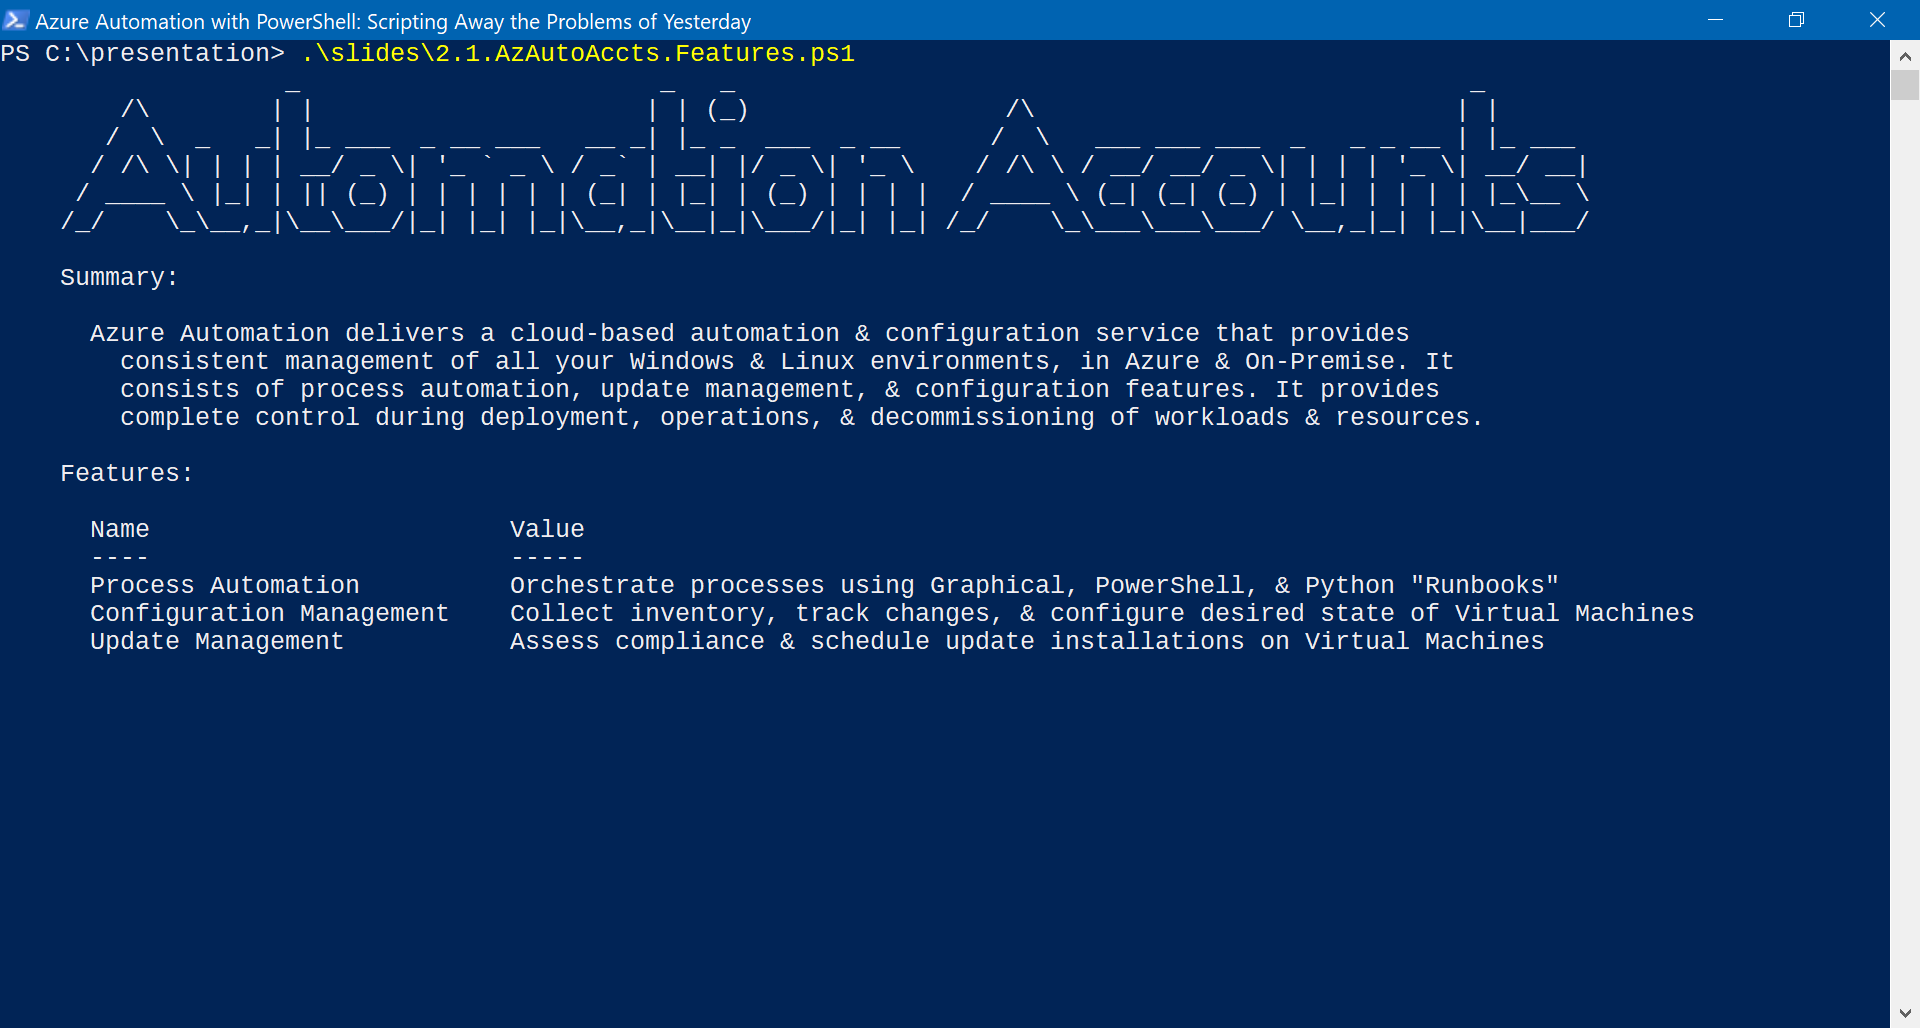 Azure Automation with PowerShell: Scripting Away the Problems of Yesterday
PS C:\presentation> .\slides\2.1.AzAutoAccts.Features.ps1
Automation Accounts
Summary:
Azure Automation delivers a cloud-based automation & configuration service that provides
consistent management of all your Windows & Linux environments, in Azure & On-Premise. It
consists of process automation, update management, & configuration features. It provides
complete control during deployment, operations, & decommissioning of workloads & resources.
Features:
Name Value
---- -----
Process Automation Orchestrate processes using Graphical, PowerShell, & Python "Runbooks"
Configuration Management Collect inventory, track changes, & configure desired state of Virtual Machines
Update Management Assess compliance & schedule update installations on Virtual Machines